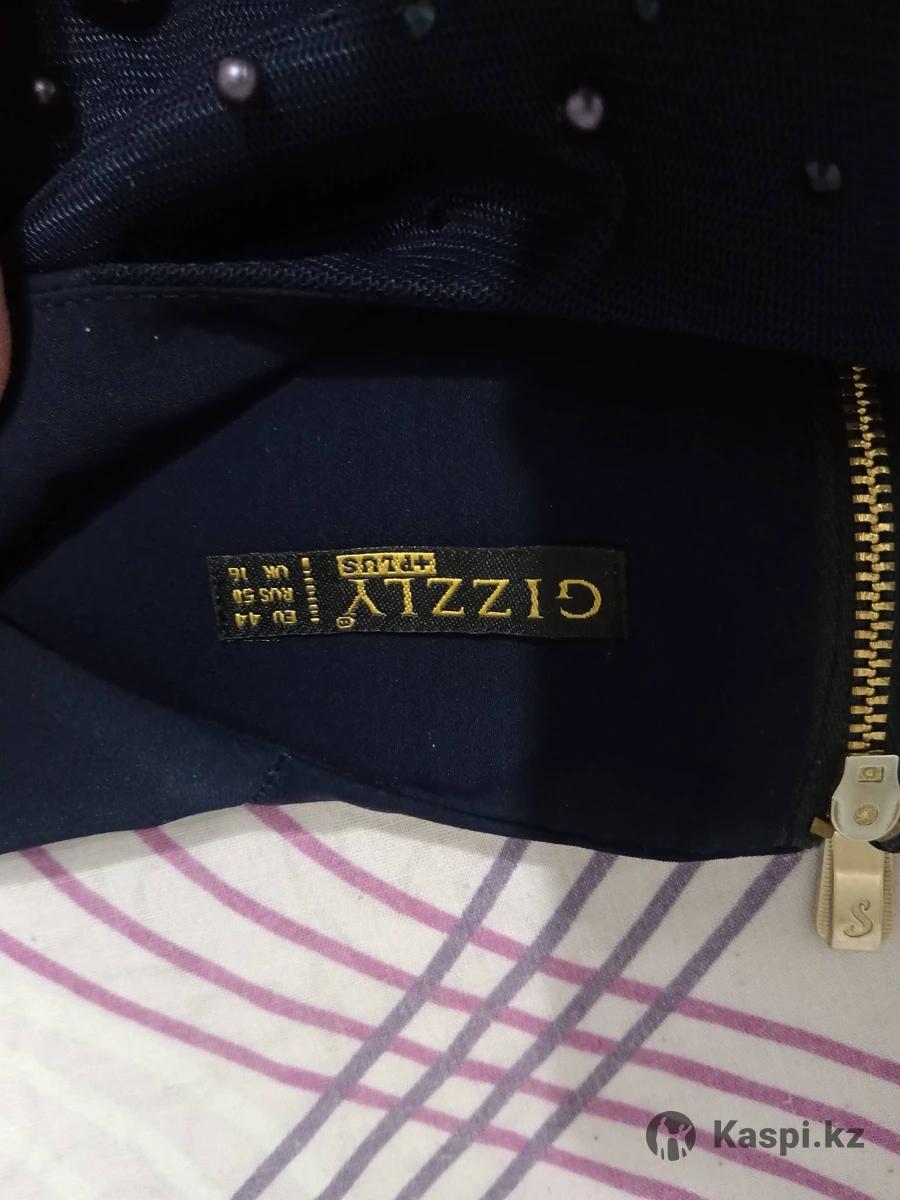 GIZZLY®
+PLUS
EU 44
RUS 50
UK 16
S
Kaspi.kz